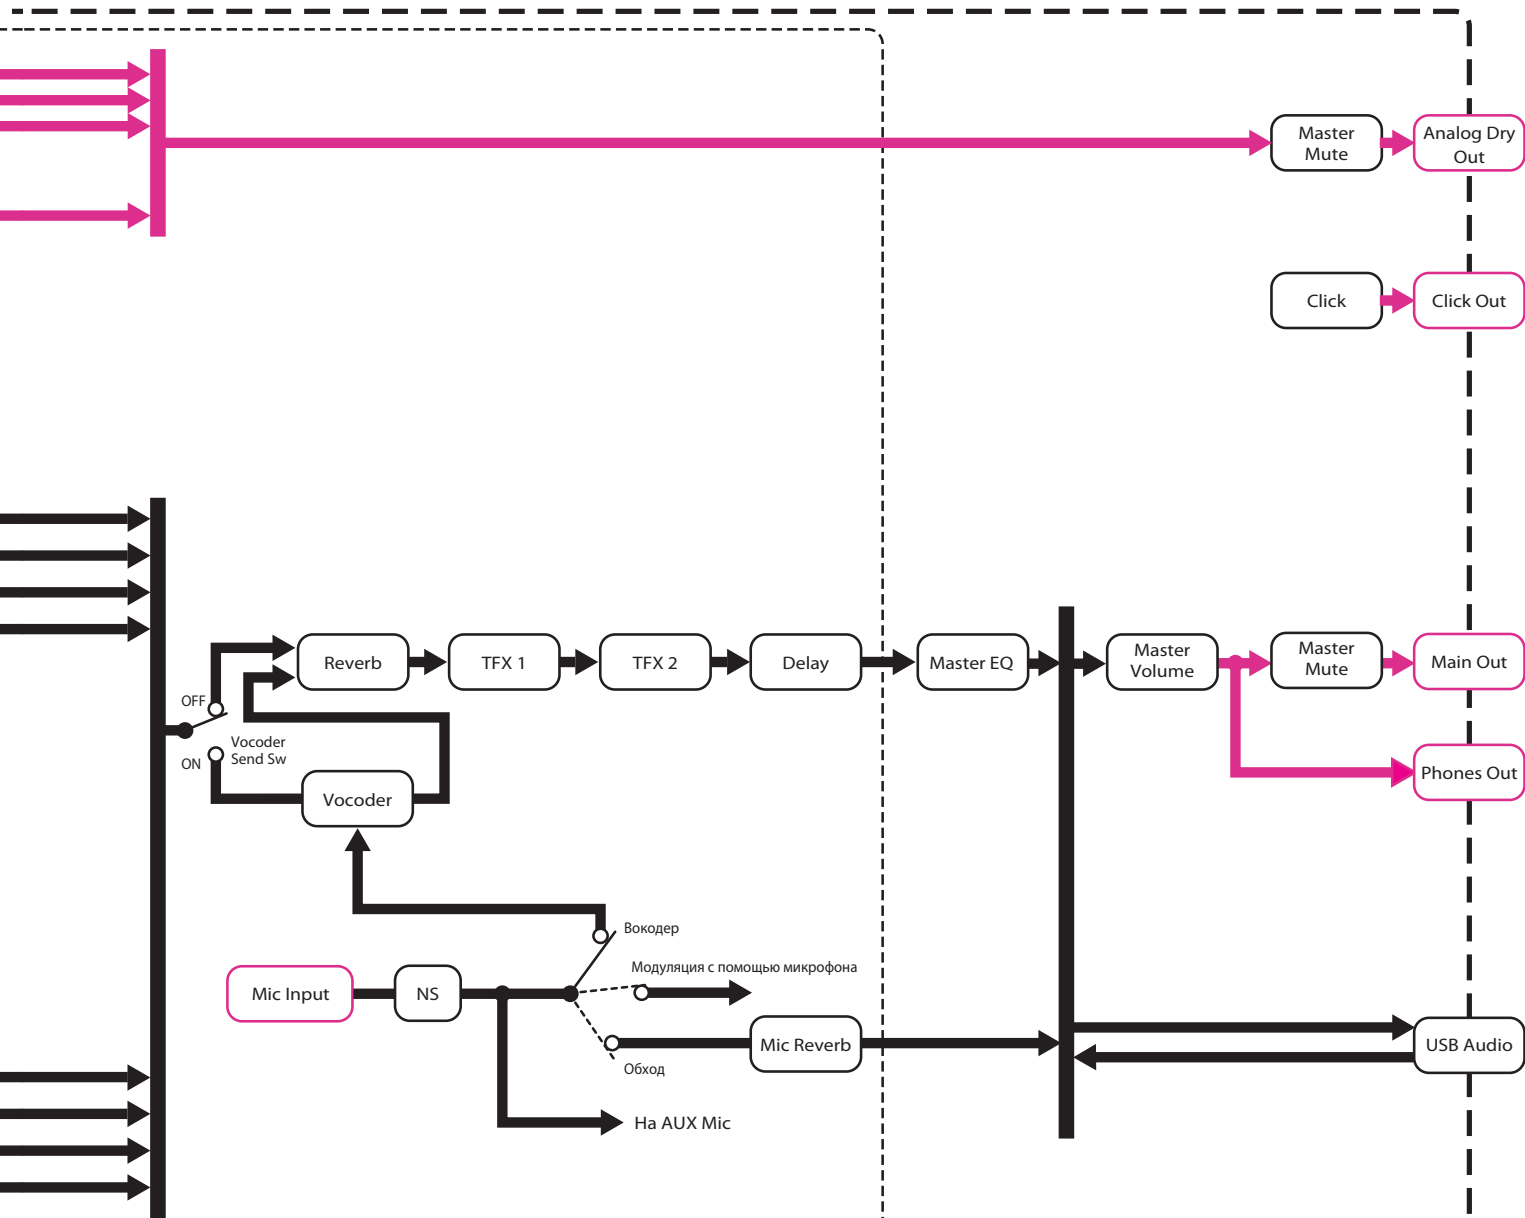 Master
Mute
Analog Dry
Out
Click
Click Out
Reverb
TFX 1
TFX 2
Delay
Master EQ
Master
Volume
Master
Mute
Main Out
OFF
ON
Vocoder
Send Sw
Vocoder
Phones Out
Вокодер
Модуляция с помощью микрофона
Mic Input
NS
Обход
Mic Reverb
USB Audio
На AUX Mic